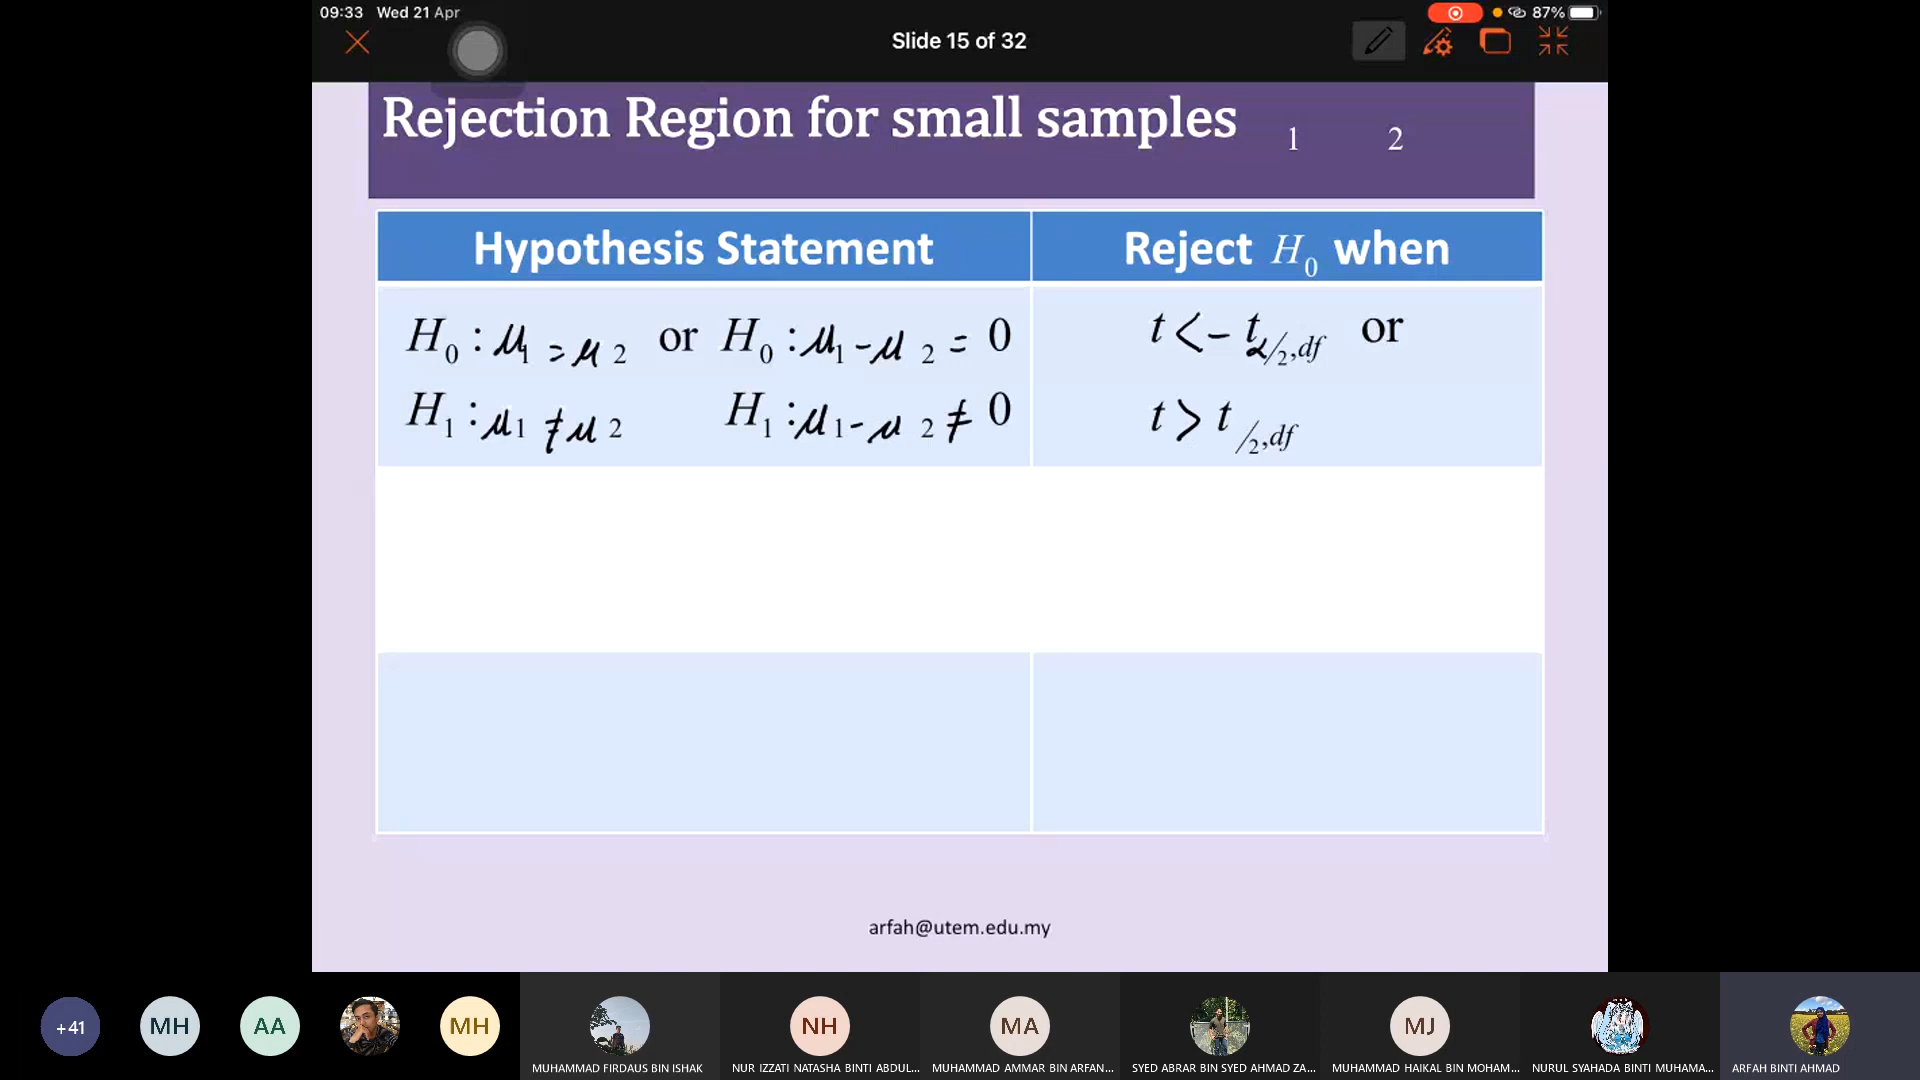 09:33 Wed 21 Apr
87%
Slide 15 of 32
Rejection Region for small samples 1 2
Hypothesis Statement
Reject H₀ when
H₀ : μ₁ = μ₂ or H₀ : μ₁ - μ₂ = 0
t < - t α/2,df or
H₁ : μ₁ ≠ μ₂ H₁ : μ₁ - μ₂ ≠ 0
t > t /2,df
arfah@utem.edu.my
+41
MH
AA
MH
NH
MA
MJ
MUHAMMAD FIRDAUS BIN ISHAK
NUR IZZATI NATASHA BINTI ABDUL...
MUHAMMAD AMMAR BIN ARFAN...
SYED ABRAR BIN SYED AHMAD ZA...
MUHAMMAD HAIKAL BIN MOHAM...
NURUL SYAHADA BINTI MUHAMA...
ARFAH BINTI AHMAD